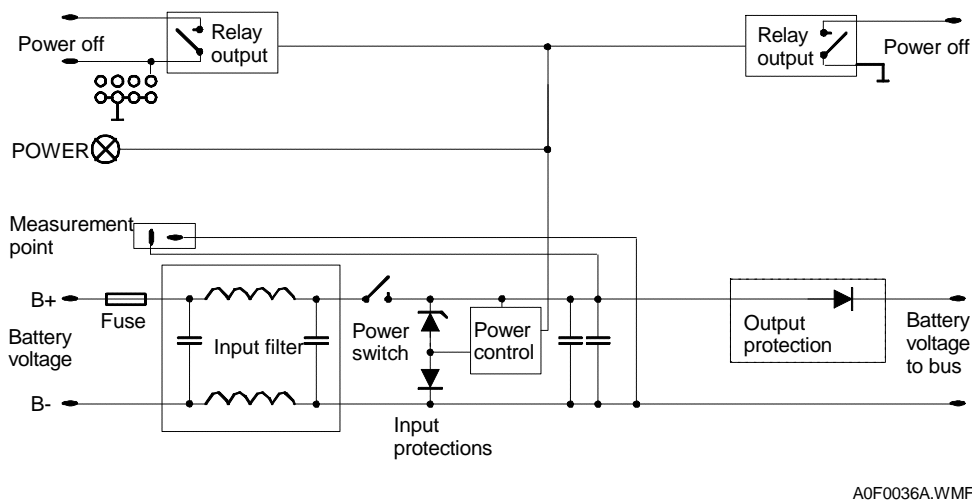 Power off
Relay
output
Relay
output
Power off
POWER
Measurement
point
B+
Fuse
Battery
voltage
Input filter
Power
switch
Power
control
Output
protection
Battery
voltage
to bus
B-
Input
protections
A0F0036A.WMF